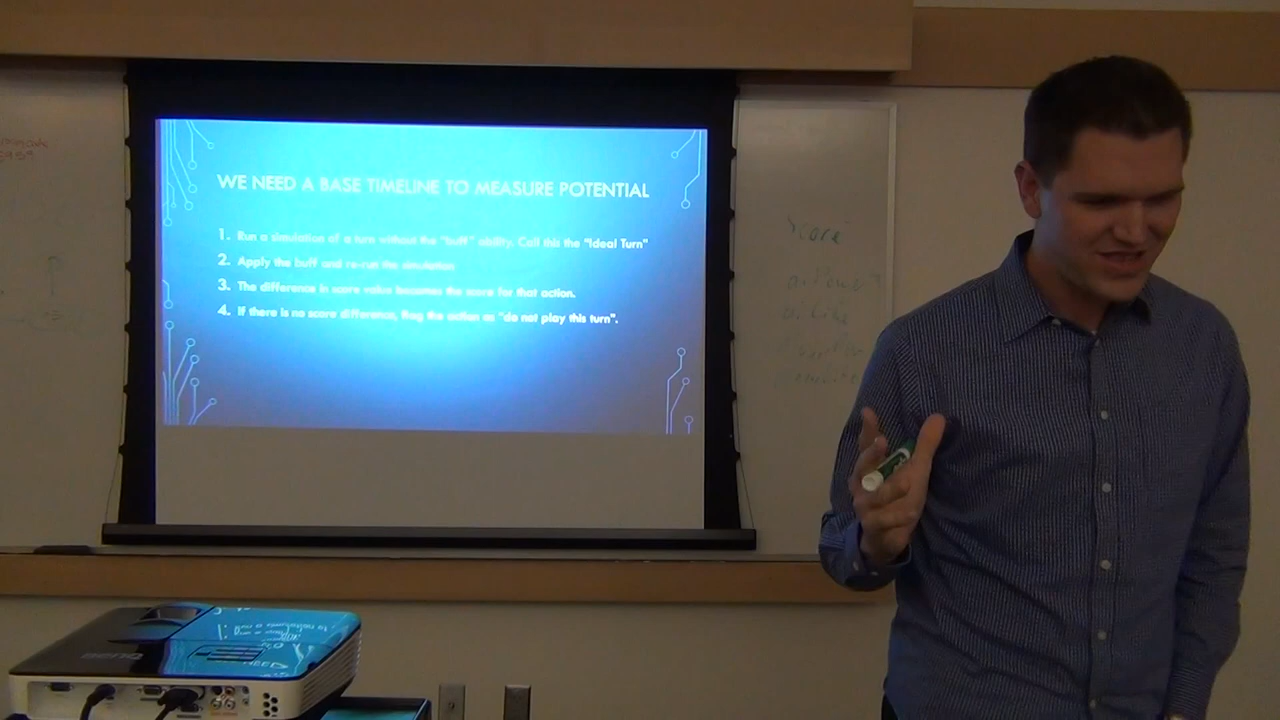 WE NEED A BASE TIMELINE TO MEASURE POTENTIAL
1. Run a simulation of a turn without the "buff" ability. Call this the "Ideal Turn"
2. Apply the buff and re-run the simulation
3. The difference in score value becomes the score for that action.
4. If there is no score difference, flag the action as "do not play this turn".
Score
BenQ